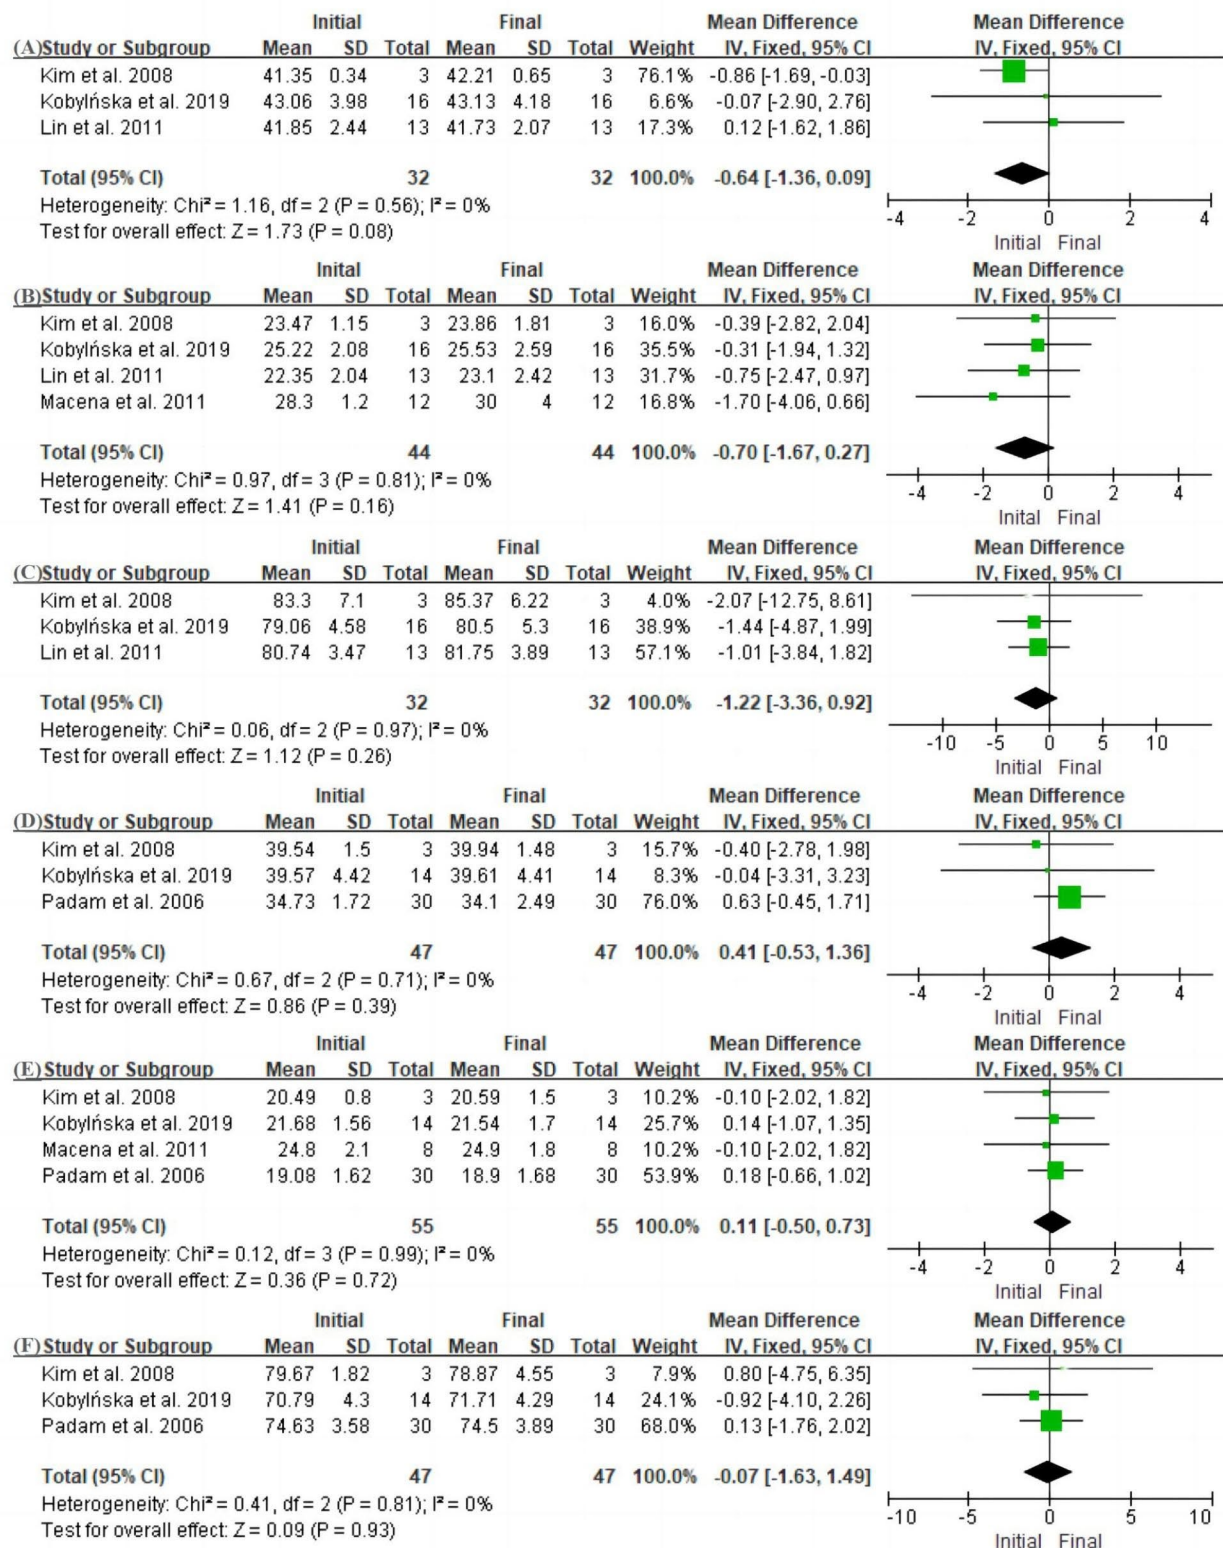 Initial Final Mean Difference Mean Difference
(A)Study or Subgroup Mean SD Total Mean SD Total Weight IV, Fixed, 95% CI IV, Fixed, 95% CI
Kim et al. 2008 41.35 0.34 3 42.21 0.65 3 76.1% -0.86 [-1.69, -0.03]
Kobylńska et al. 2019 43.06 3.98 16 43.13 4.18 16 6.6% -0.07 [-2.90, 2.76]
Lin et al. 2011 41.85 2.44 13 41.73 2.07 13 17.3% 0.12 [-1.62, 1.86]
Total (95% CI) 32 32 100.0% -0.64 [-1.36, 0.09]
Heterogeneity: Chi² = 1.16, df = 2 (P = 0.56); I² = 0%
Test for overall effect: Z = 1.73 (P = 0.08)
-4 -2 0 2 4
Initial Final
Inital Final Mean Difference Mean Difference
(B)Study or Subgroup Mean SD Total Mean SD Total Weight IV, Fixed, 95% CI IV, Fixed, 95% CI
Kim et al. 2008 23.47 1.15 3 23.86 1.81 3 16.0% -0.39 [-2.82, 2.04]
Kobylńska et al. 2019 25.22 2.08 16 25.53 2.59 16 35.5% -0.31 [-1.94, 1.32]
Lin et al. 2011 22.35 2.04 13 23.1 2.42 13 31.7% -0.75 [-2.47, 0.97]
Macena et al. 2011 28.3 1.2 12 30 4 12 16.8% -1.70 [-4.06, 0.66]
Total (95% CI) 44 44 100.0% -0.70 [-1.67, 0.27]
Heterogeneity: Chi² = 0.97, df = 3 (P = 0.81); I² = 0%
Test for overall effect: Z = 1.41 (P = 0.16)
-4 -2 0 2 4
Inital Final
Initial Final Mean Difference Mean Difference
(C)Study or Subgroup Mean SD Total Mean SD Total Weight IV, Fixed, 95% CI IV, Fixed, 95% CI
Kim et al. 2008 83.3 7.1 3 85.37 6.22 3 4.0% -2.07 [-12.75, 8.61]
Kobylńska et al. 2019 79.06 4.58 16 80.5 5.3 16 38.9% -1.44 [-4.87, 1.99]
Lin et al. 2011 80.74 3.47 13 81.75 3.89 13 57.1% -1.01 [-3.84, 1.82]
Total (95% CI) 32 32 100.0% -1.22 [-3.36, 0.92]
Heterogeneity: Chi² = 0.06, df = 2 (P = 0.97); I² = 0%
Test for overall effect: Z = 1.12 (P = 0.26)
-10 -5 0 5 10
Initial Final
Initial Final Mean Difference Mean Difference
(D)Study or Subgroup Mean SD Total Mean SD Total Weight IV, Fixed, 95% CI IV, Fixed, 95% CI
Kim et al. 2008 39.54 1.5 3 39.94 1.48 3 15.7% -0.40 [-2.78, 1.98]
Kobylńska et al. 2019 39.57 4.42 14 39.61 4.41 14 8.3% -0.04 [-3.31, 3.23]
Padam et al. 2006 34.73 1.72 30 34.1 2.49 30 76.0% 0.63 [-0.45, 1.71]
Total (95% CI) 47 47 100.0% 0.41 [-0.53, 1.36]
Heterogeneity: Chi² = 0.67, df = 2 (P = 0.71); I² = 0%
Test for overall effect: Z = 0.86 (P = 0.39)
-4 -2 0 2 4
Initial Final
Initial Final Mean Difference Mean Difference
(E)Study or Subgroup Mean SD Total Mean SD Total Weight IV, Fixed, 95% CI IV, Fixed, 95% CI
Kim et al. 2008 20.49 0.8 3 20.59 1.5 3 10.2% -0.10 [-2.02, 1.82]
Kobylńska et al. 2019 21.68 1.56 14 21.54 1.7 14 25.7% 0.14 [-1.07, 1.35]
Macena et al. 2011 24.8 2.1 8 24.9 1.8 8 10.2% -0.10 [-2.02, 1.82]
Padam et al. 2006 19.08 1.62 30 18.9 1.68 30 53.9% 0.18 [-0.66, 1.02]
Total (95% CI) 55 55 100.0% 0.11 [-0.50, 0.73]
Heterogeneity: Chi² = 0.12, df = 3 (P = 0.99); I² = 0%
Test for overall effect: Z = 0.36 (P = 0.72)
-4 -2 0 2 4
Initial Final
Initial Final Mean Difference Mean Difference
(F)Study or Subgroup Mean SD Total Mean SD Total Weight IV, Fixed, 95% CI IV, Fixed, 95% CI
Kim et al. 2008 79.67 1.82 3 78.87 4.55 3 7.9% 0.80 [-4.75, 6.35]
Kobylńska et al. 2019 70.79 4.3 14 71.71 4.29 14 24.1% -0.92 [-4.10, 2.26]
Padam et al. 2006 74.63 3.58 30 74.5 3.89 30 68.0% 0.13 [-1.76, 2.02]
Total (95% CI) 47 47 100.0% -0.07 [-1.63, 1.49]
Heterogeneity: Chi² = 0.41, df = 2 (P = 0.81); I² = 0%
Test for overall effect: Z = 0.09 (P = 0.93)
-10 -5 0 5 10
Initial Final